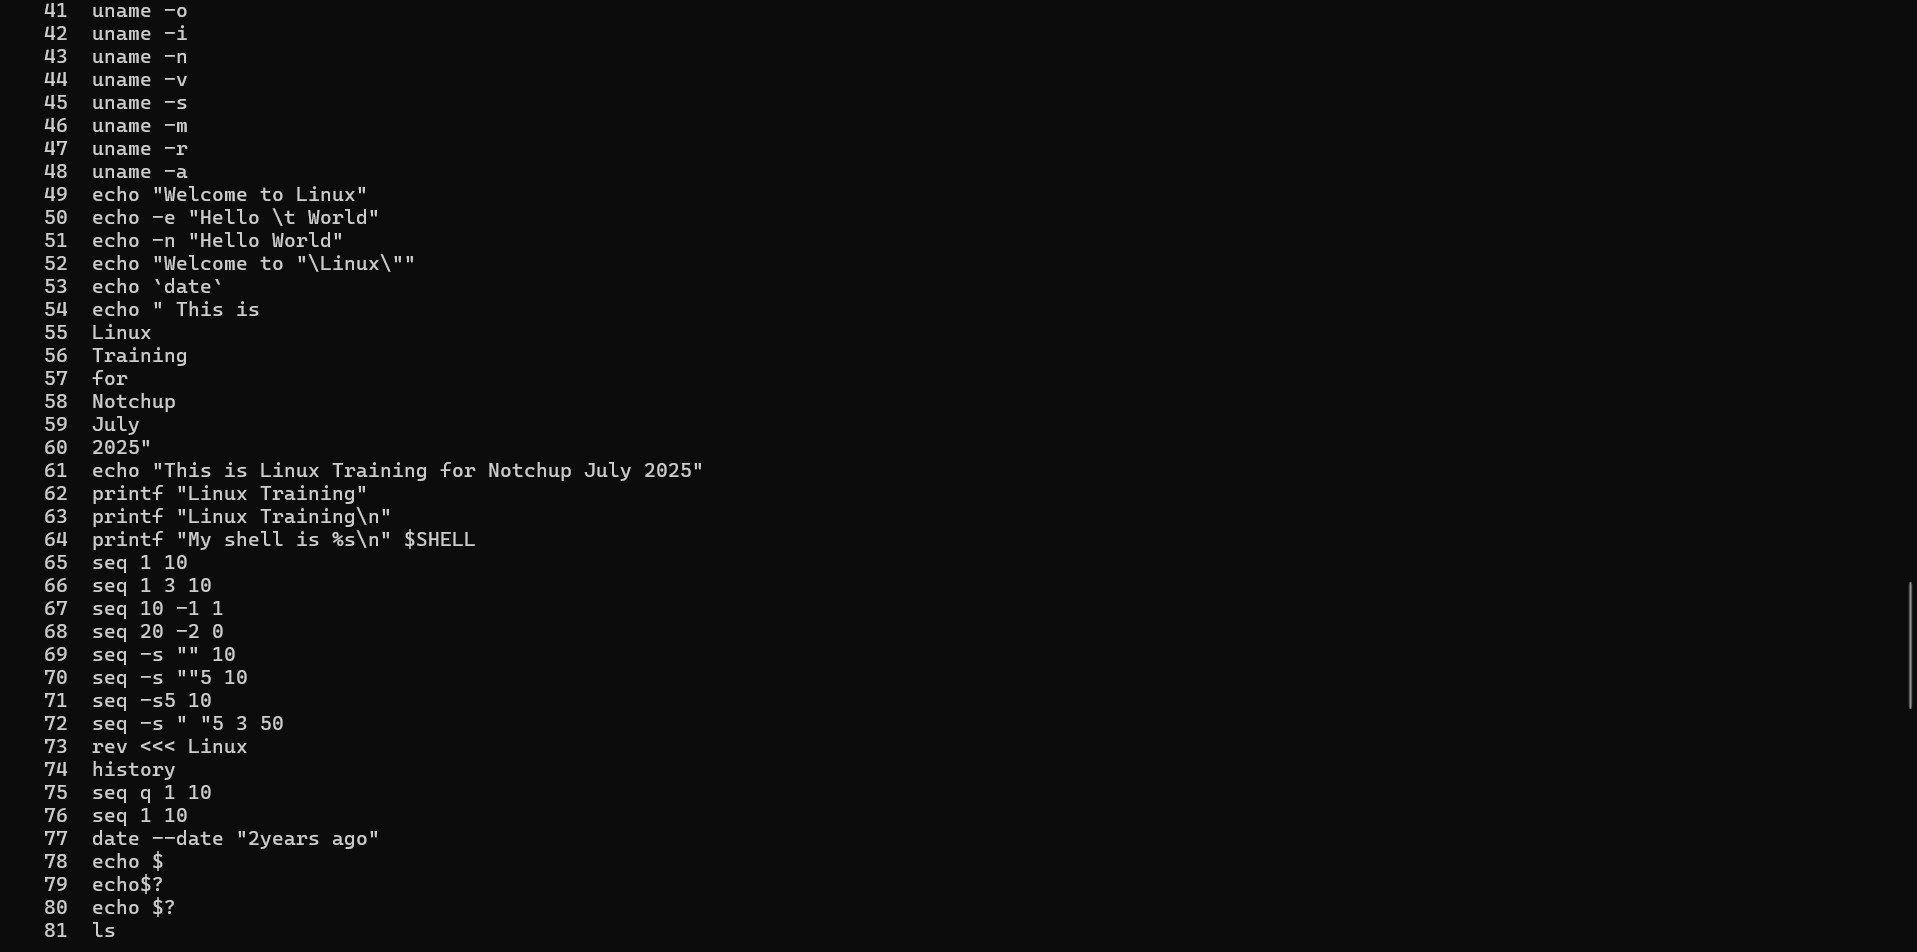 41  uname -o
42  uname -i
43  uname -n
44  uname -v
45  uname -s
46  uname -m
47  uname -r
48  uname -a
49  echo "Welcome to Linux"
50  echo -e "Hello \t World"
51  echo -n "Hello World"
52  echo "Welcome to "\Linux\""
53  echo `date`
54  echo " This is
55  Linux
56  Training
57  for
58  Notchup
59  July
60  2025"
61  echo "This is Linux Training for Notchup July 2025"
62  printf "Linux Training"
63  printf "Linux Training\n"
64  printf "My shell is %s\n" $SHELL
65  seq 1 10
66  seq 1 3 10
67  seq 10 -1 1
68  seq 20 -2 0
69  seq -s "" 10
70  seq -s ""5 10
71  seq -s5 10
72  seq -s " "5 3 50
73  rev <<< Linux
74  history
75  seq q 1 10
76  seq 1 10
77  date --date "2years ago"
78  echo $
79  echo$?
80  echo $?
81  ls